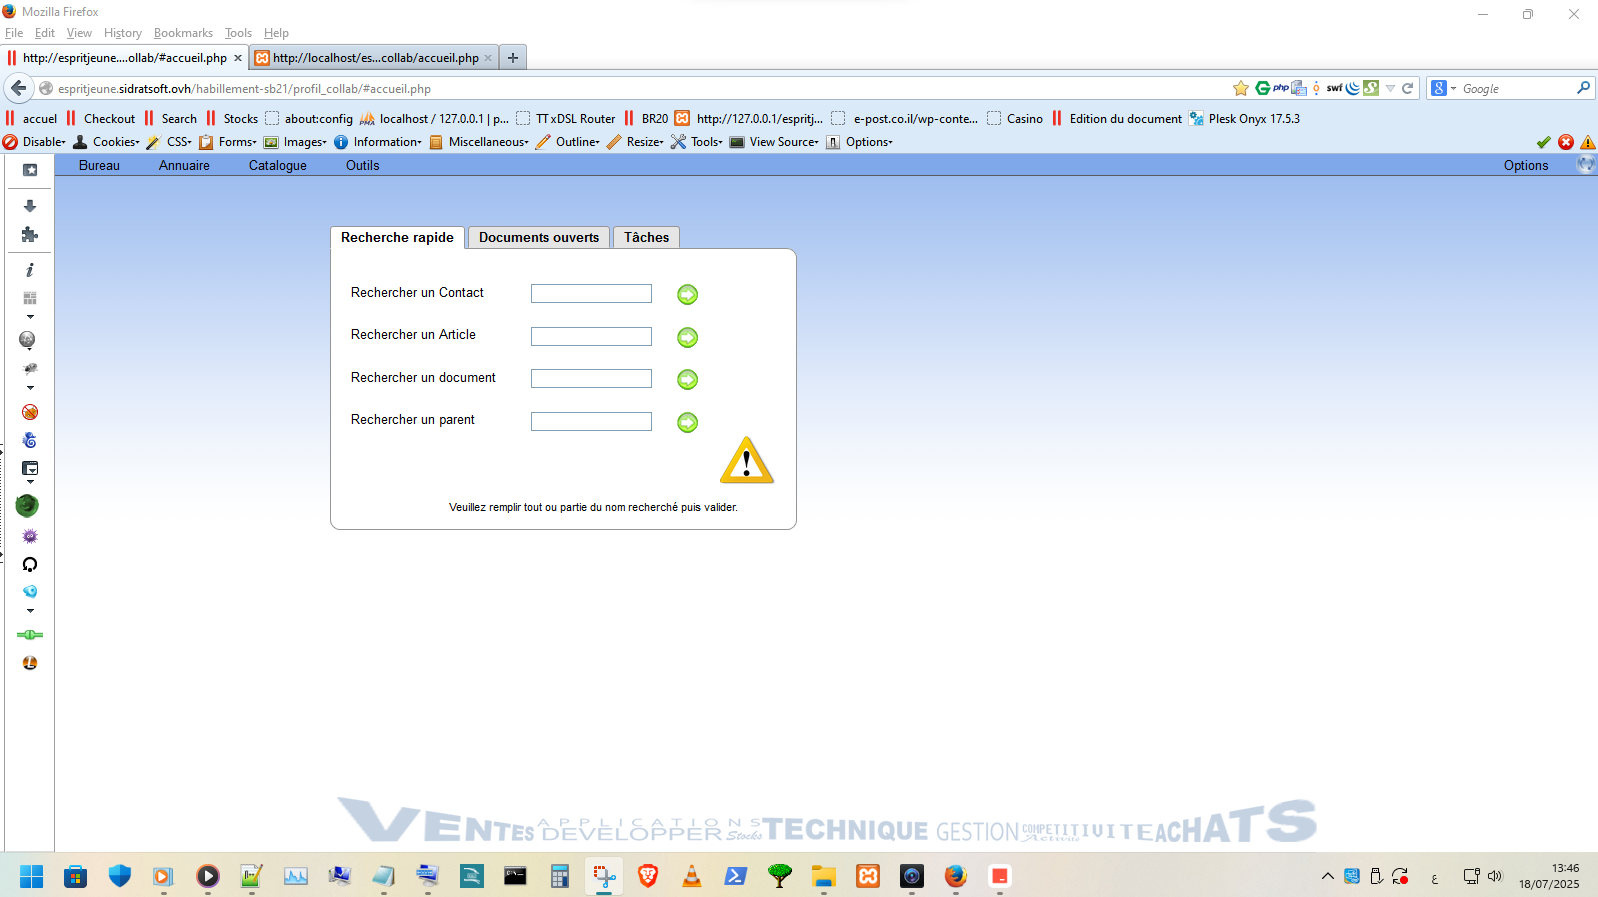 Mozilla Firefox
File Edit View History Bookmarks Tools Help
http://espritjeune....ollab/#accueil.php × http://localhost/es...collab/accueil.php × +
espritjeune.sidratsoft.ovh/habillement-sb21/profil_collab/#accueil.php php swf 8 Google
accuel Checkout Search Stocks about:config localhost / 127.0.0.1 | p... TTxDSL Router BR20 http://127.0.0.1/espritj... e-post.co.il/wp-conte... Casino Edition du document Plesk Onyx 17.5.3
Disable Cookies CSS Forms Images Information Miscellaneous Outline Resize Tools View Source Options
Bureau Annuaire Catalogue Outils Options
Recherche rapide Documents ouverts Tâches
Rechercher un Contact
Rechercher un Article
Rechercher un document
Rechercher un parent
Veuillez remplir tout ou partie du nom recherché puis valider.
VENTES APPLICATIONS DEVELOPPER Stocks TECHNIQUE GESTION COMPETITIVITE Activus ACHATS
ع
13:46
18/07/2025